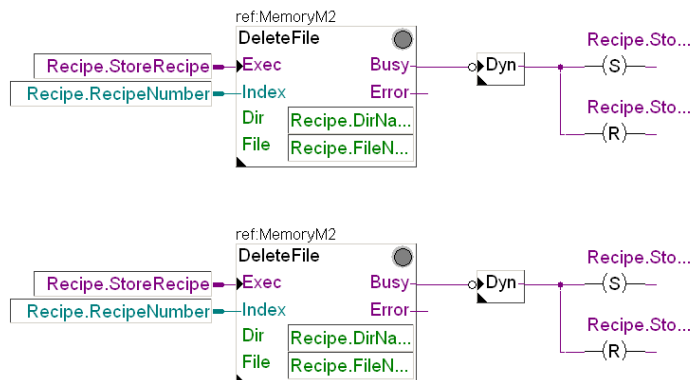 ref:MemoryM2
DeleteFile
Recipe.Sto...
Recipe.StoreRecipe Exec Busy Dyn (S)
Recipe.RecipeNumber Index Error
Recipe.Sto...
Dir Recipe.DirNa...
(R)
File Recipe.FileN...
ref:MemoryM2
DeleteFile
Recipe.Sto...
Recipe.StoreRecipe Exec Busy Dyn (S)
Recipe.RecipeNumber Index Error
Recipe.Sto...
Dir Recipe.DirNa...
(R)
File Recipe.FileN...